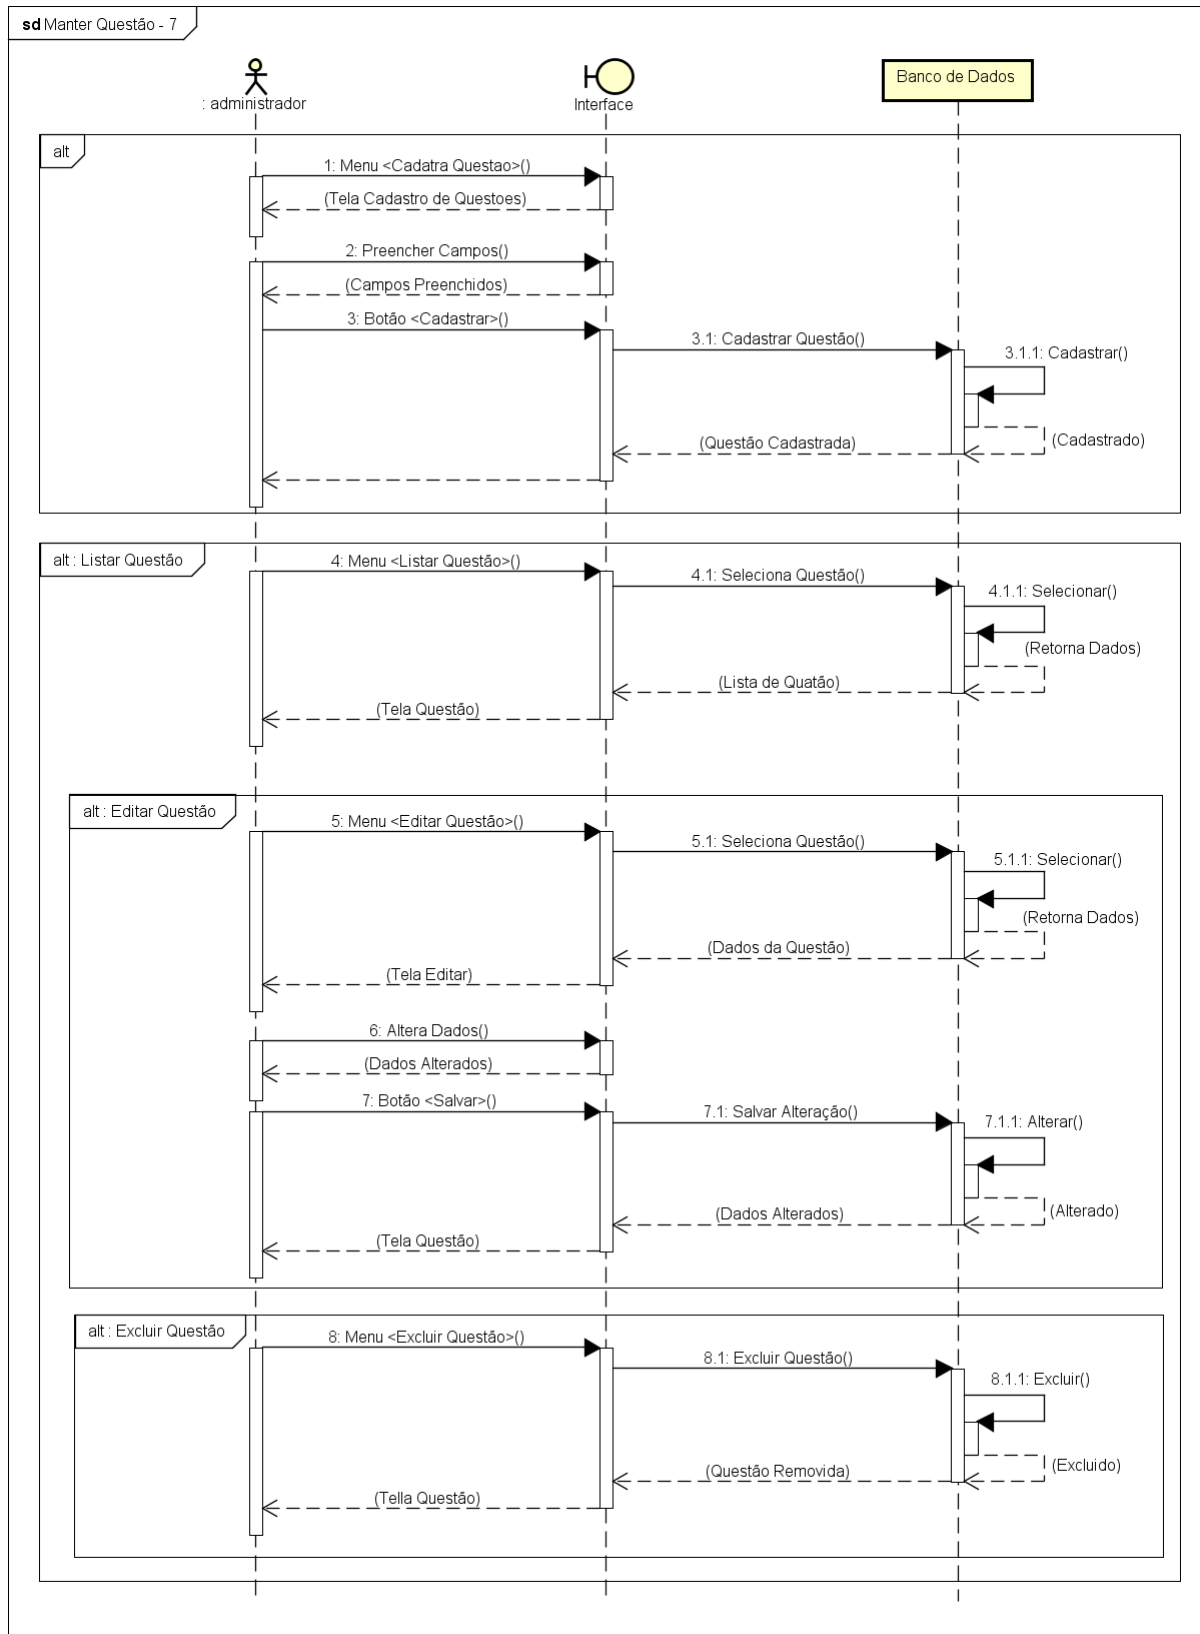 sd Manter Questão - 7
: administrador
Interface
Banco de Dados
alt
1: Menu <Cadatra Questao>()
(Tela Cadastro de Questoes)
2: Preencher Campos()
(Campos Preenchidos)
3: Botão <Cadastrar>()
3.1: Cadastrar Questão()
3.1.1: Cadastrar()
(Cadastrado)
(Questão Cadastrada)
alt : Listar Questão
4: Menu <Listar Questão>()
4.1: Seleciona Questão()
4.1.1: Selecionar()
(Retorna Dados)
(Lista de Quatão)
(Tela Questão)
alt : Editar Questão
5: Menu <Editar Questão>()
5.1: Seleciona Questão()
5.1.1: Selecionar()
(Retorna Dados)
(Dados da Questão)
(Tela Editar)
6: Altera Dados()
(Dados Alterados)
7: Botão <Salvar>()
7.1: Salvar Alteração()
7.1.1: Alterar()
(Alterado)
(Dados Alterados)
(Tela Questão)
alt : Excluir Questão
8: Menu <Excluir Questão>()
8.1: Excluir Questão()
8.1.1: Excluir()
(Excluido)
(Questão Removida)
(Tella Questão)